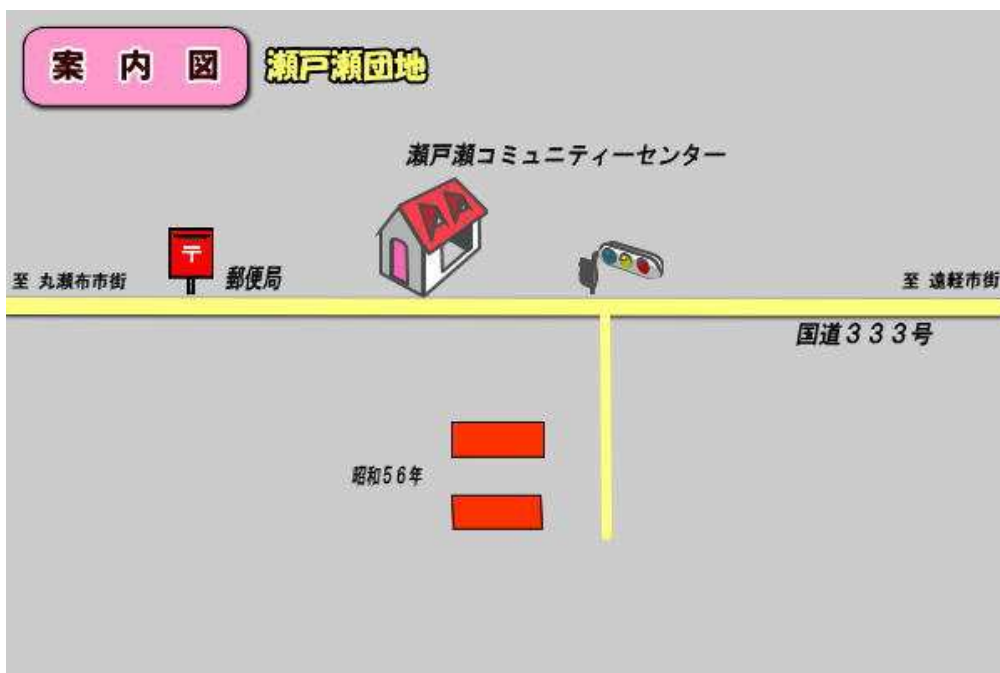 案 内 図 瀬戸瀬団地
瀬戸瀬コミュニティーセンター
〒
至 丸瀬布市街
郵便局
至 遠軽市街
国道333号
昭和56年